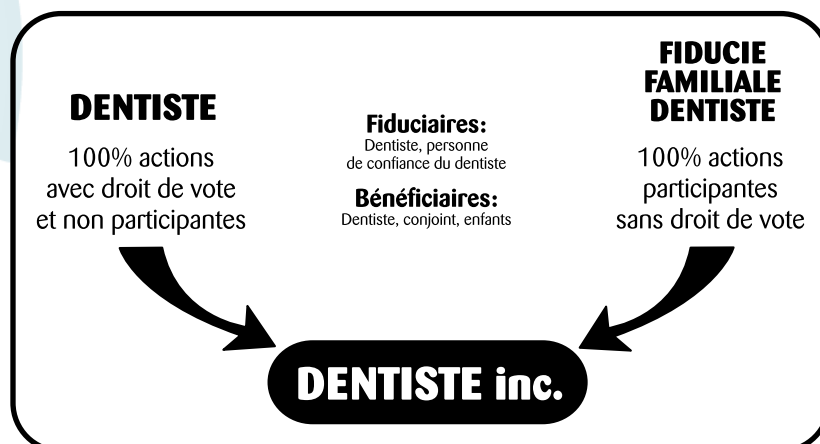 DENTISTE
100% actions
avec droit de vote
et non participantes
Fiduciaires:
Dentiste, personne
de confiance du dentiste
Bénéficiaires:
Dentiste, conjoint, enfants
FIDUCIE
FAMILIALE
DENTISTE
100% actions
participantes
sans droit de vote
DENTISTE inc.